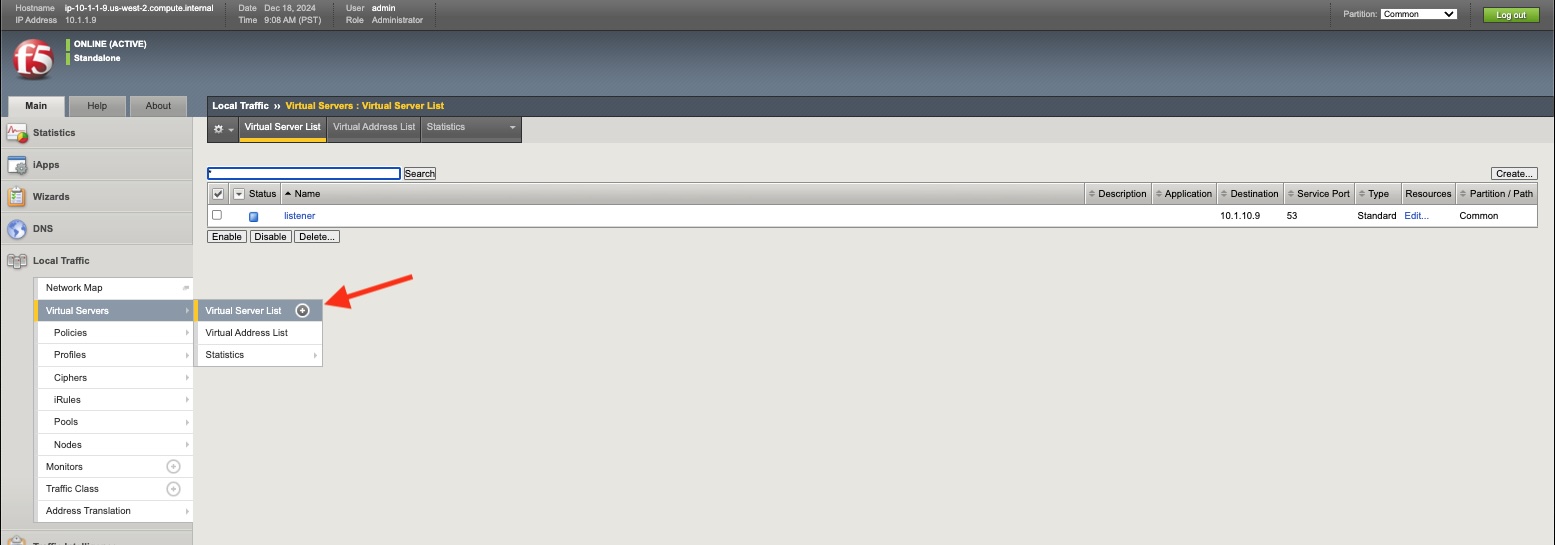 Hostname ip-10-1-1-9.us-west-2.compute.internal Date Dec 18, 2024 User admin
IP Address 10.1.1.9 Time 9:08 AM (PST) Role Administrator
Partition: Common Log out
f5
ONLINE (ACTIVE)
Standalone
Main Help About
Local Traffic ›› Virtual Servers : Virtual Server List
Virtual Server List Virtual Address List Statistics
Statistics
iApps
Wizards
DNS
Local Traffic
Network Map
Virtual Servers
Policies
Profiles
Ciphers
iRules
Pools
Nodes
Monitors
Traffic Class
Address Translation
Virtual Server List
Virtual Address List
Statistics
* Search Create...
Status Name Description Application Destination Service Port Type Resources Partition / Path
listener 10.1.10.9 53 Standard Edit... Common
Enable Disable Delete...